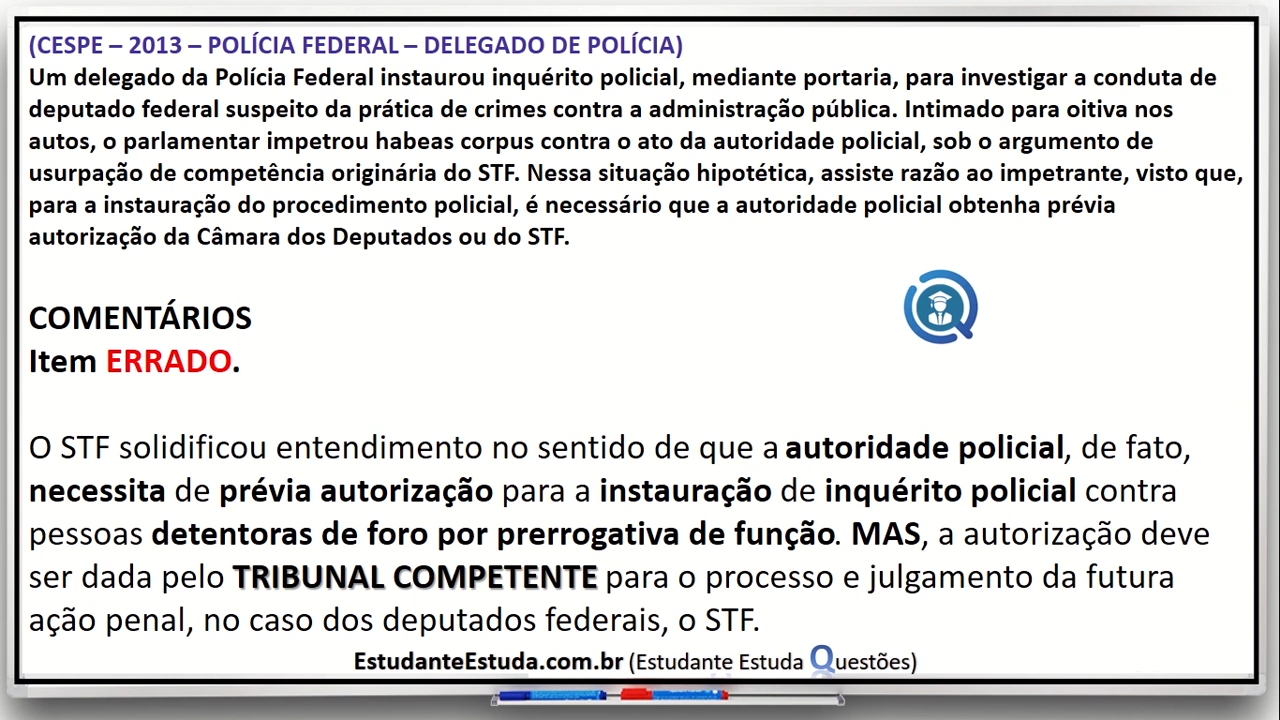 (CESPE – 2013 – POLÍCIA FEDERAL – DELEGADO DE POLÍCIA)
Um delegado da Polícia Federal instaurou inquérito policial, mediante portaria, para investigar a conduta de
deputado federal suspeito da prática de crimes contra a administração pública. Intimado para oitiva nos
autos, o parlamentar impetrou habeas corpus contra o ato da autoridade policial, sob o argumento de
usurpação de competência originária do STF. Nessa situação hipotética, assiste razão ao impetrante, visto que,
para a instauração do procedimento policial, é necessário que a autoridade policial obtenha prévia
autorização da Câmara dos Deputados ou do STF.
COMENTÁRIOS
Item ERRADO.
O STF solidificou entendimento no sentido de que a autoridade policial, de fato,
necessita de prévia autorização para a instauração de inquérito policial contra
pessoas detentoras de foro por prerrogativa de função. MAS, a autorização deve
ser dada pelo TRIBUNAL COMPETENTE para o processo e julgamento da futura
ação penal, no caso dos deputados federais, o STF.
EstudanteEstuda.com.br (Estudante Estuda Questões)